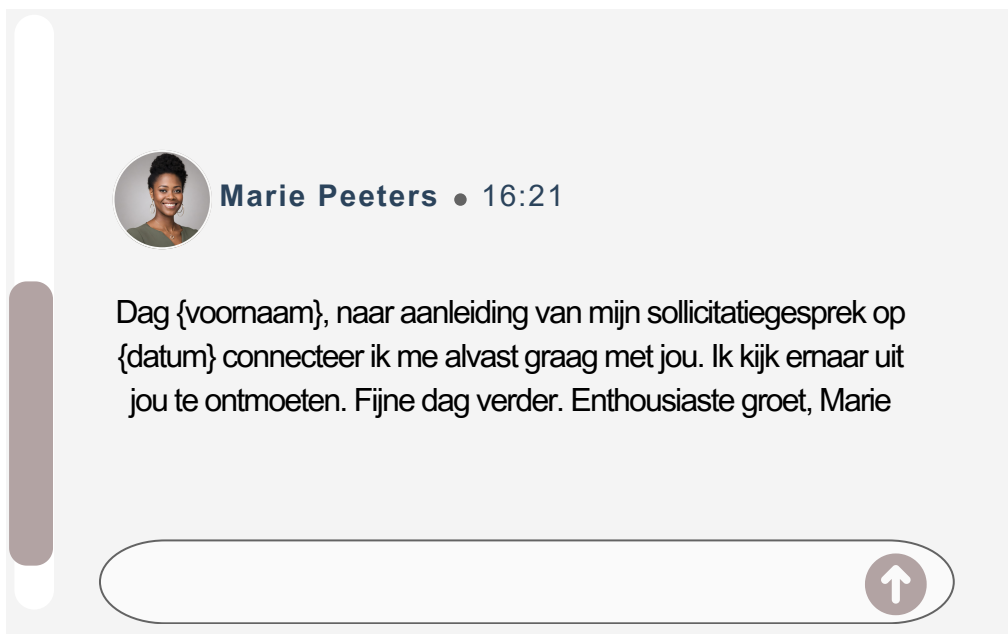 Marie Peeters • 16:21
Dag {voornaam}, naar aanleiding van mijn sollicitatiegesprek op
{datum} connecteer ik me alvast graag met jou. Ik kijk ernaar uit
jou te ontmoeten. Fijne dag verder. Enthousiaste groet, Marie